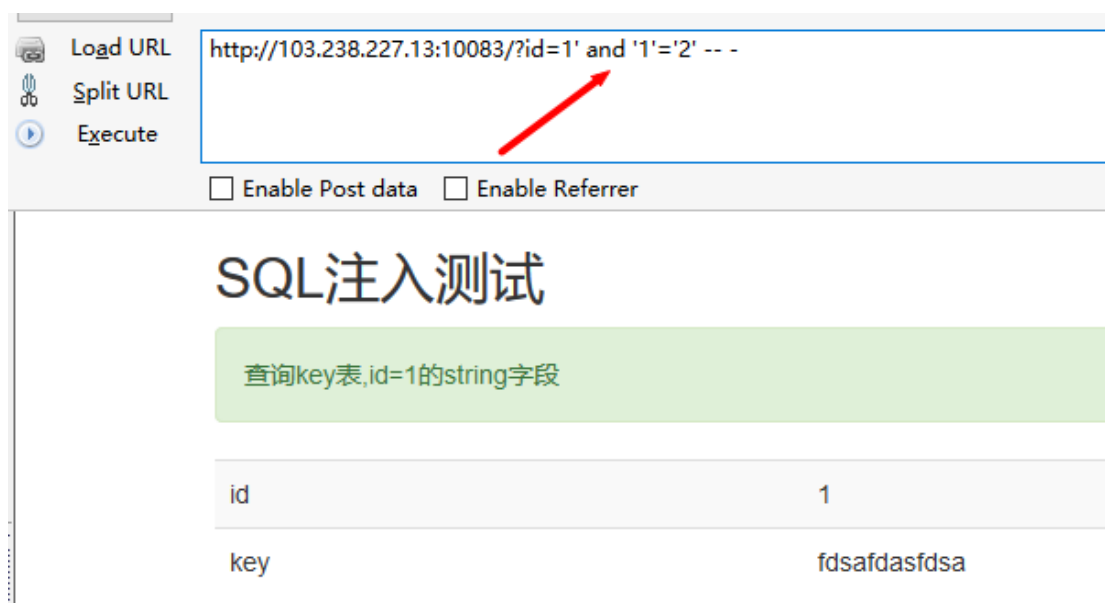 Load URL
http://103.238.227.13:10083/?id=1' and '1'='2' -- -
Split URL
Execute
Enable Post data Enable Referrer
SQL注入测试
查询key表,id=1的string字段
id 1
key fdsafdasfdsa